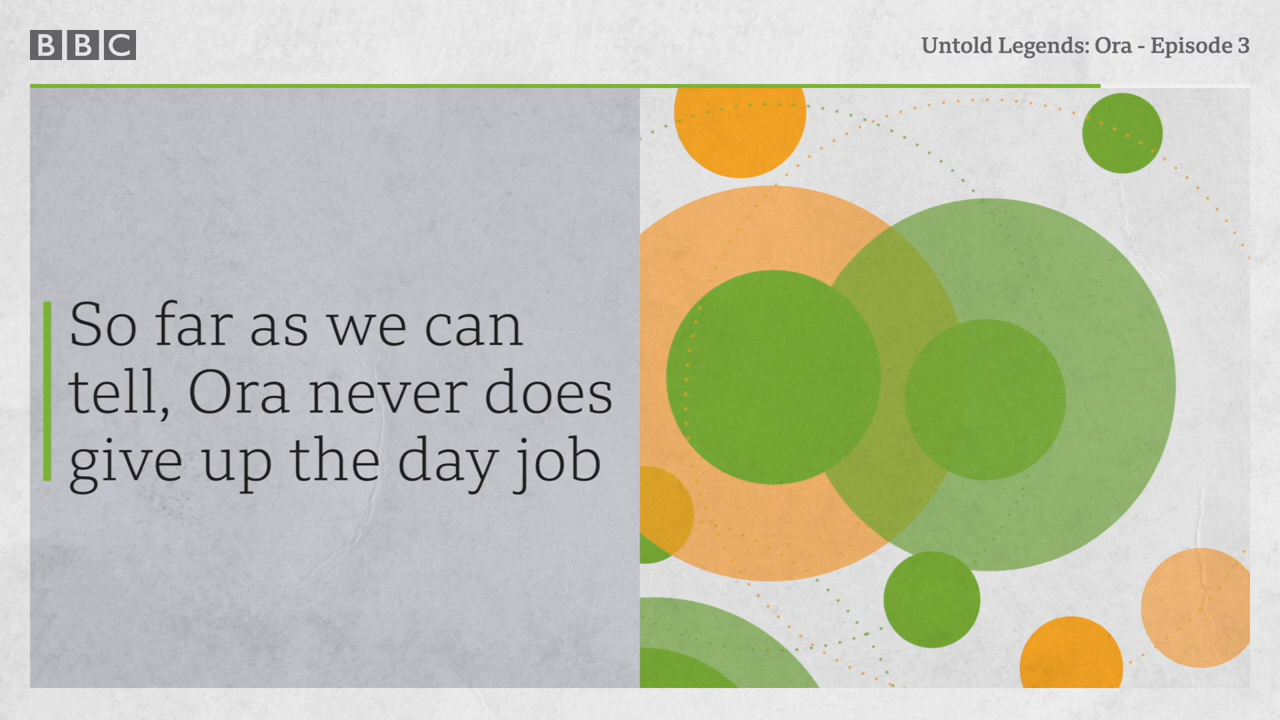 BBC
Untold Legends: Ora - Episode 3
So far as we can
tell, Ora never does
give up the day job